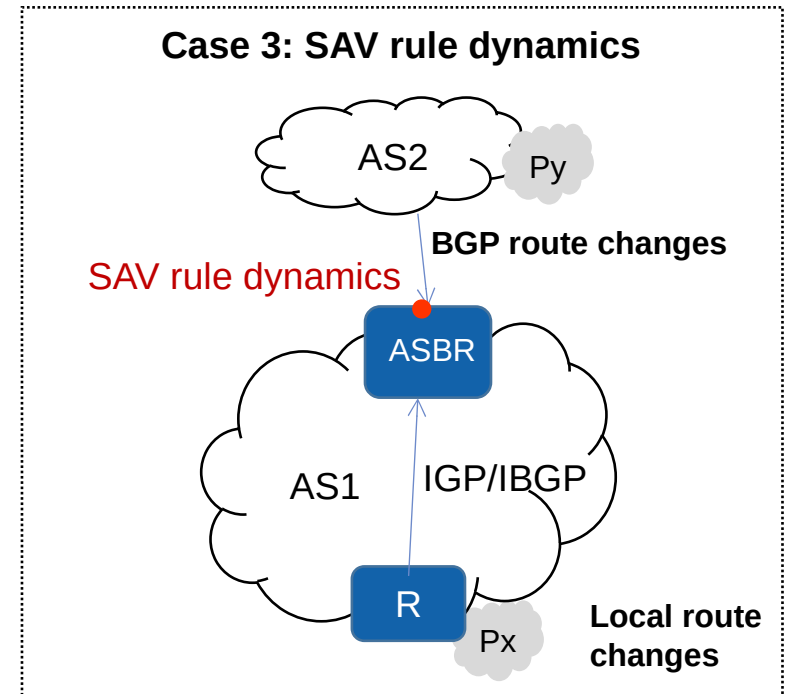 Case 3: SAV rule dynamics
AS2
Py
BGP route changes
SAV rule dynamics
ASBR
AS1
IGP/IBGP
R
Px
Local route
changes